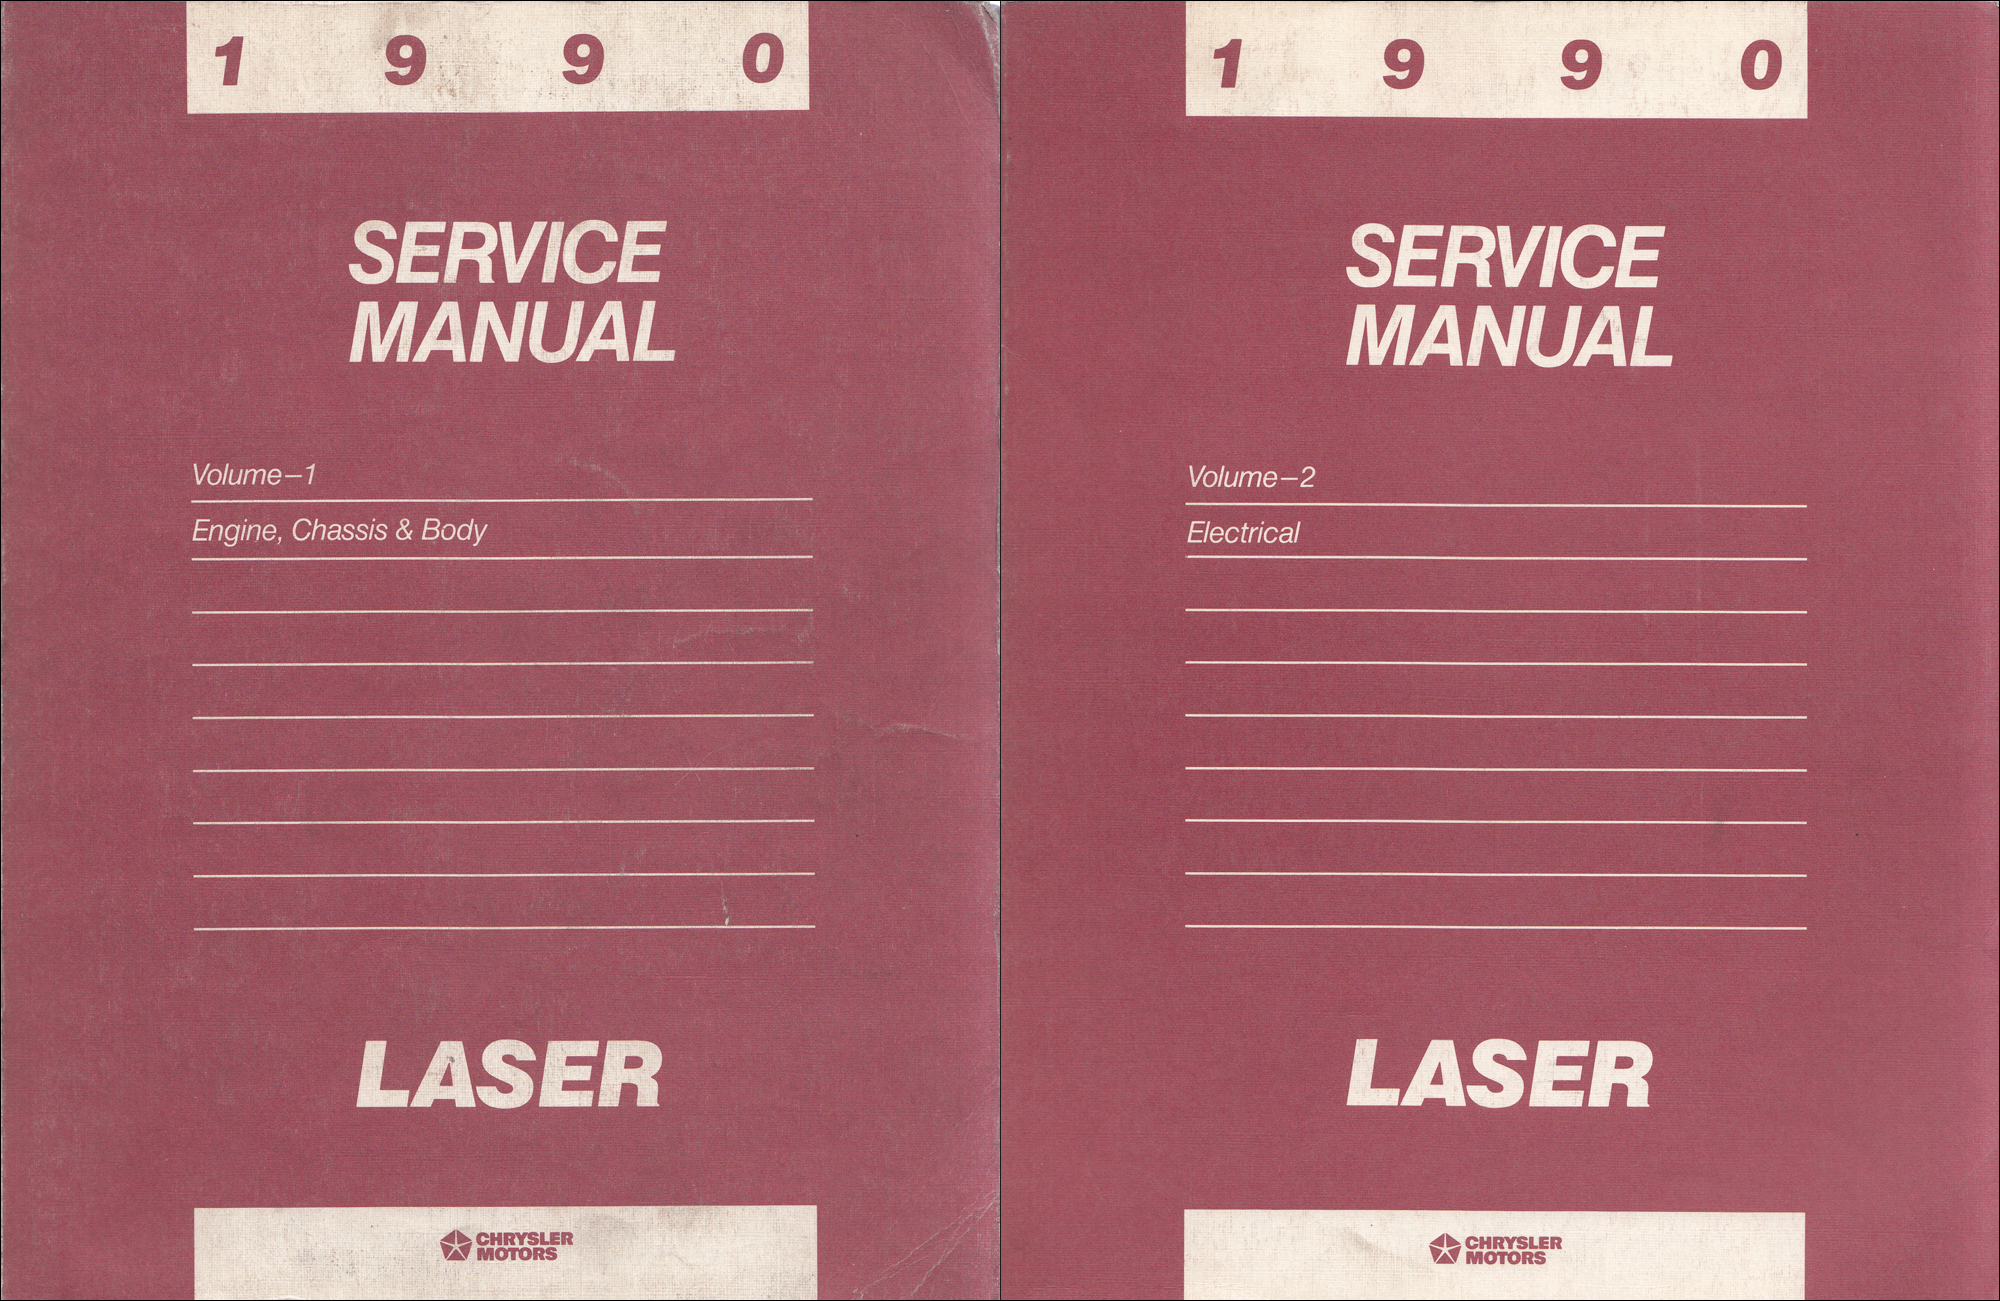 1 9 9 0
SERVICE
MANUAL
Volume–1
Engine, Chassis & Body
LASER
CHRYSLER
MOTORS
1 9 9 0
SERVICE
MANUAL
Volume–2
Electrical
LASER
CHRYSLER
MOTORS